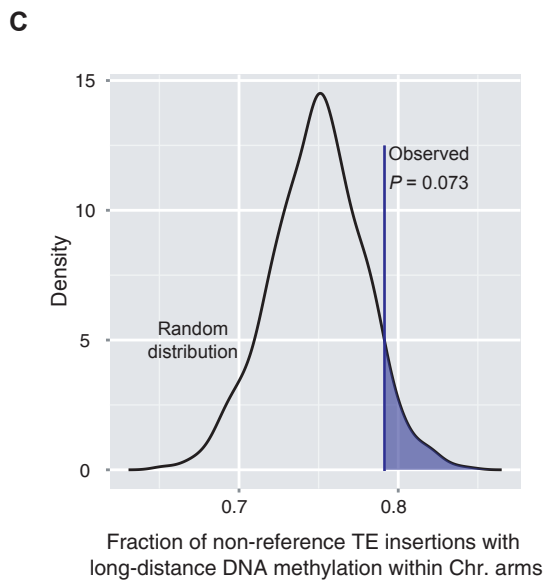 C
15
Observed
P = 0.073
10
Density
Random
distribution
5
0
0.7
0.8
Fraction of non-reference TE insertions with
long-distance DNA methylation within Chr. arms